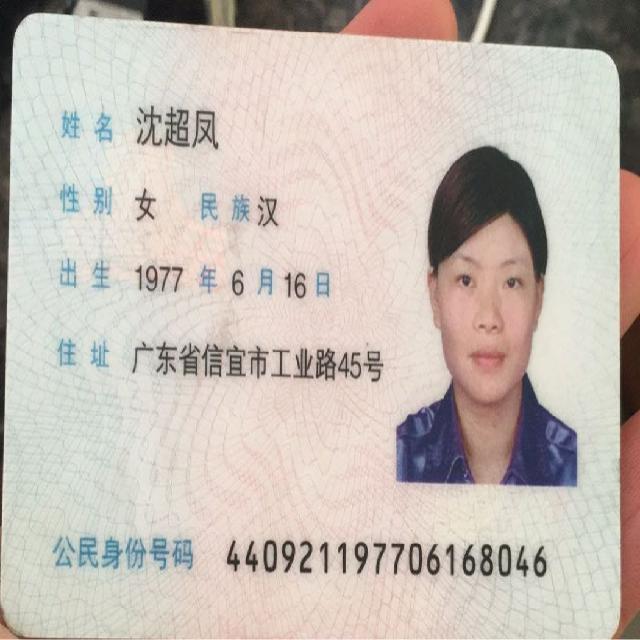 姓名 沈超凤
性别 女 民族 汉
出生 1977 年 6 月 16 日
住址 广东省信宜市工业路45号
公民身份号码 440921197706168046